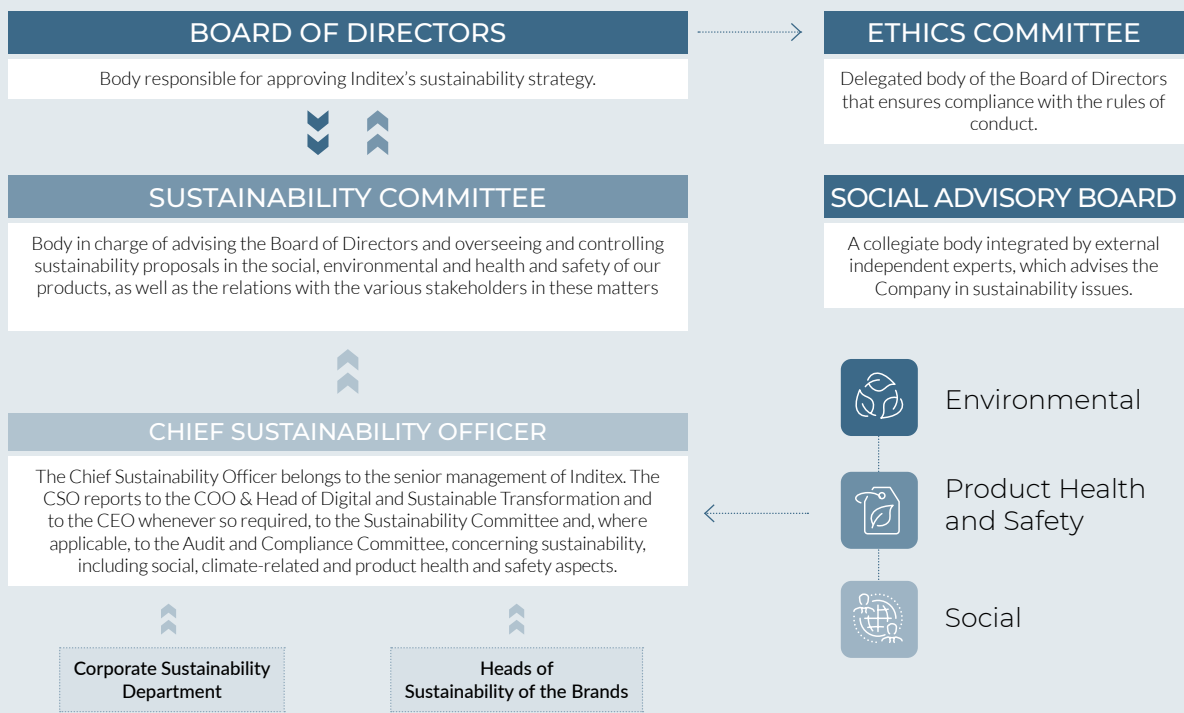 BOARD OF DIRECTORS
Body responsible for approving Inditex's sustainability strategy.
ETHICS COMMITTEE
Delegated body of the Board of Directors
that ensures compliance with the rules of
conduct.
SUSTAINABILITY COMMITTEE
Body in charge of advising the Board of Directors and overseeing and controlling
sustainability proposals in the social, environmental and health and safety of our
products, as well as the relations with the various stakeholders in these matters
SOCIAL ADVISORY BOARD
A collegiate body integrated by external
independent experts, which advises the
Company in sustainability issues.
CHIEF SUSTAINABILITY OFFICER
The Chief Sustainability Officer belongs to the senior management of Inditex. The
CSO reports to the COO & Head of Digital and Sustainable Transformation and
to the CEO whenever so required, to the Sustainability Committee and, where
applicable, to the Audit and Compliance Committee, concerning sustainability,
including social, climate-related and product health and safety aspects.
Environmental
Product Health
and Safety
Social
Corporate Sustainability
Department
Heads of
Sustainability of the Brands